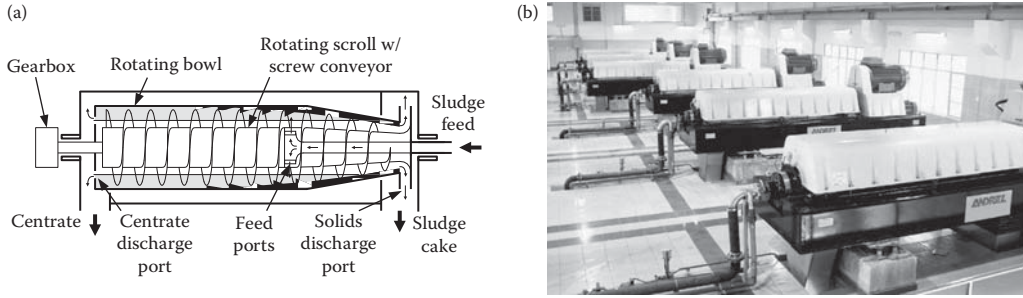 (a)
Rotating scroll w/
screw conveyor
Gearbox
Rotating bowl
Sludge
feed
Centrate
Centrate
discharge
port
Feed
ports
Solids
discharge
port
Sludge
cake
(b)
ANDRITZ